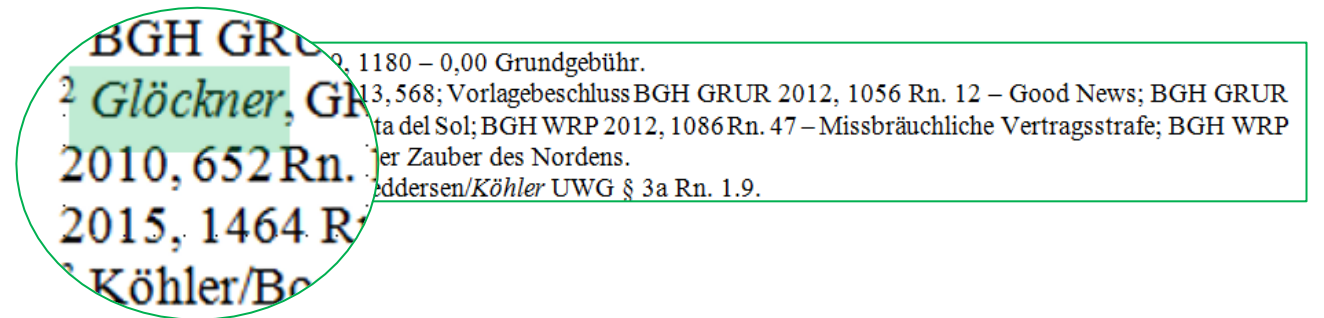 BGH GRU 9, 1180 – 0,00 Grundgebühr.
2 Glöckner, GR 13, 568; Vorlagebeschluss BGH GRUR 2012, 1056 Rn. 12 – Good News; BGH GRUR
2010, 652 Rn. ta del Sol; BGH WRP 2012, 1086 Rn. 47 – Missbräuchliche Vertragsstrafe; BGH WRP
2015, 1464 R er Zauber des Nordens.
Köhler/Bo eddersen/Köhler UWG § 3a Rn. 1.9.